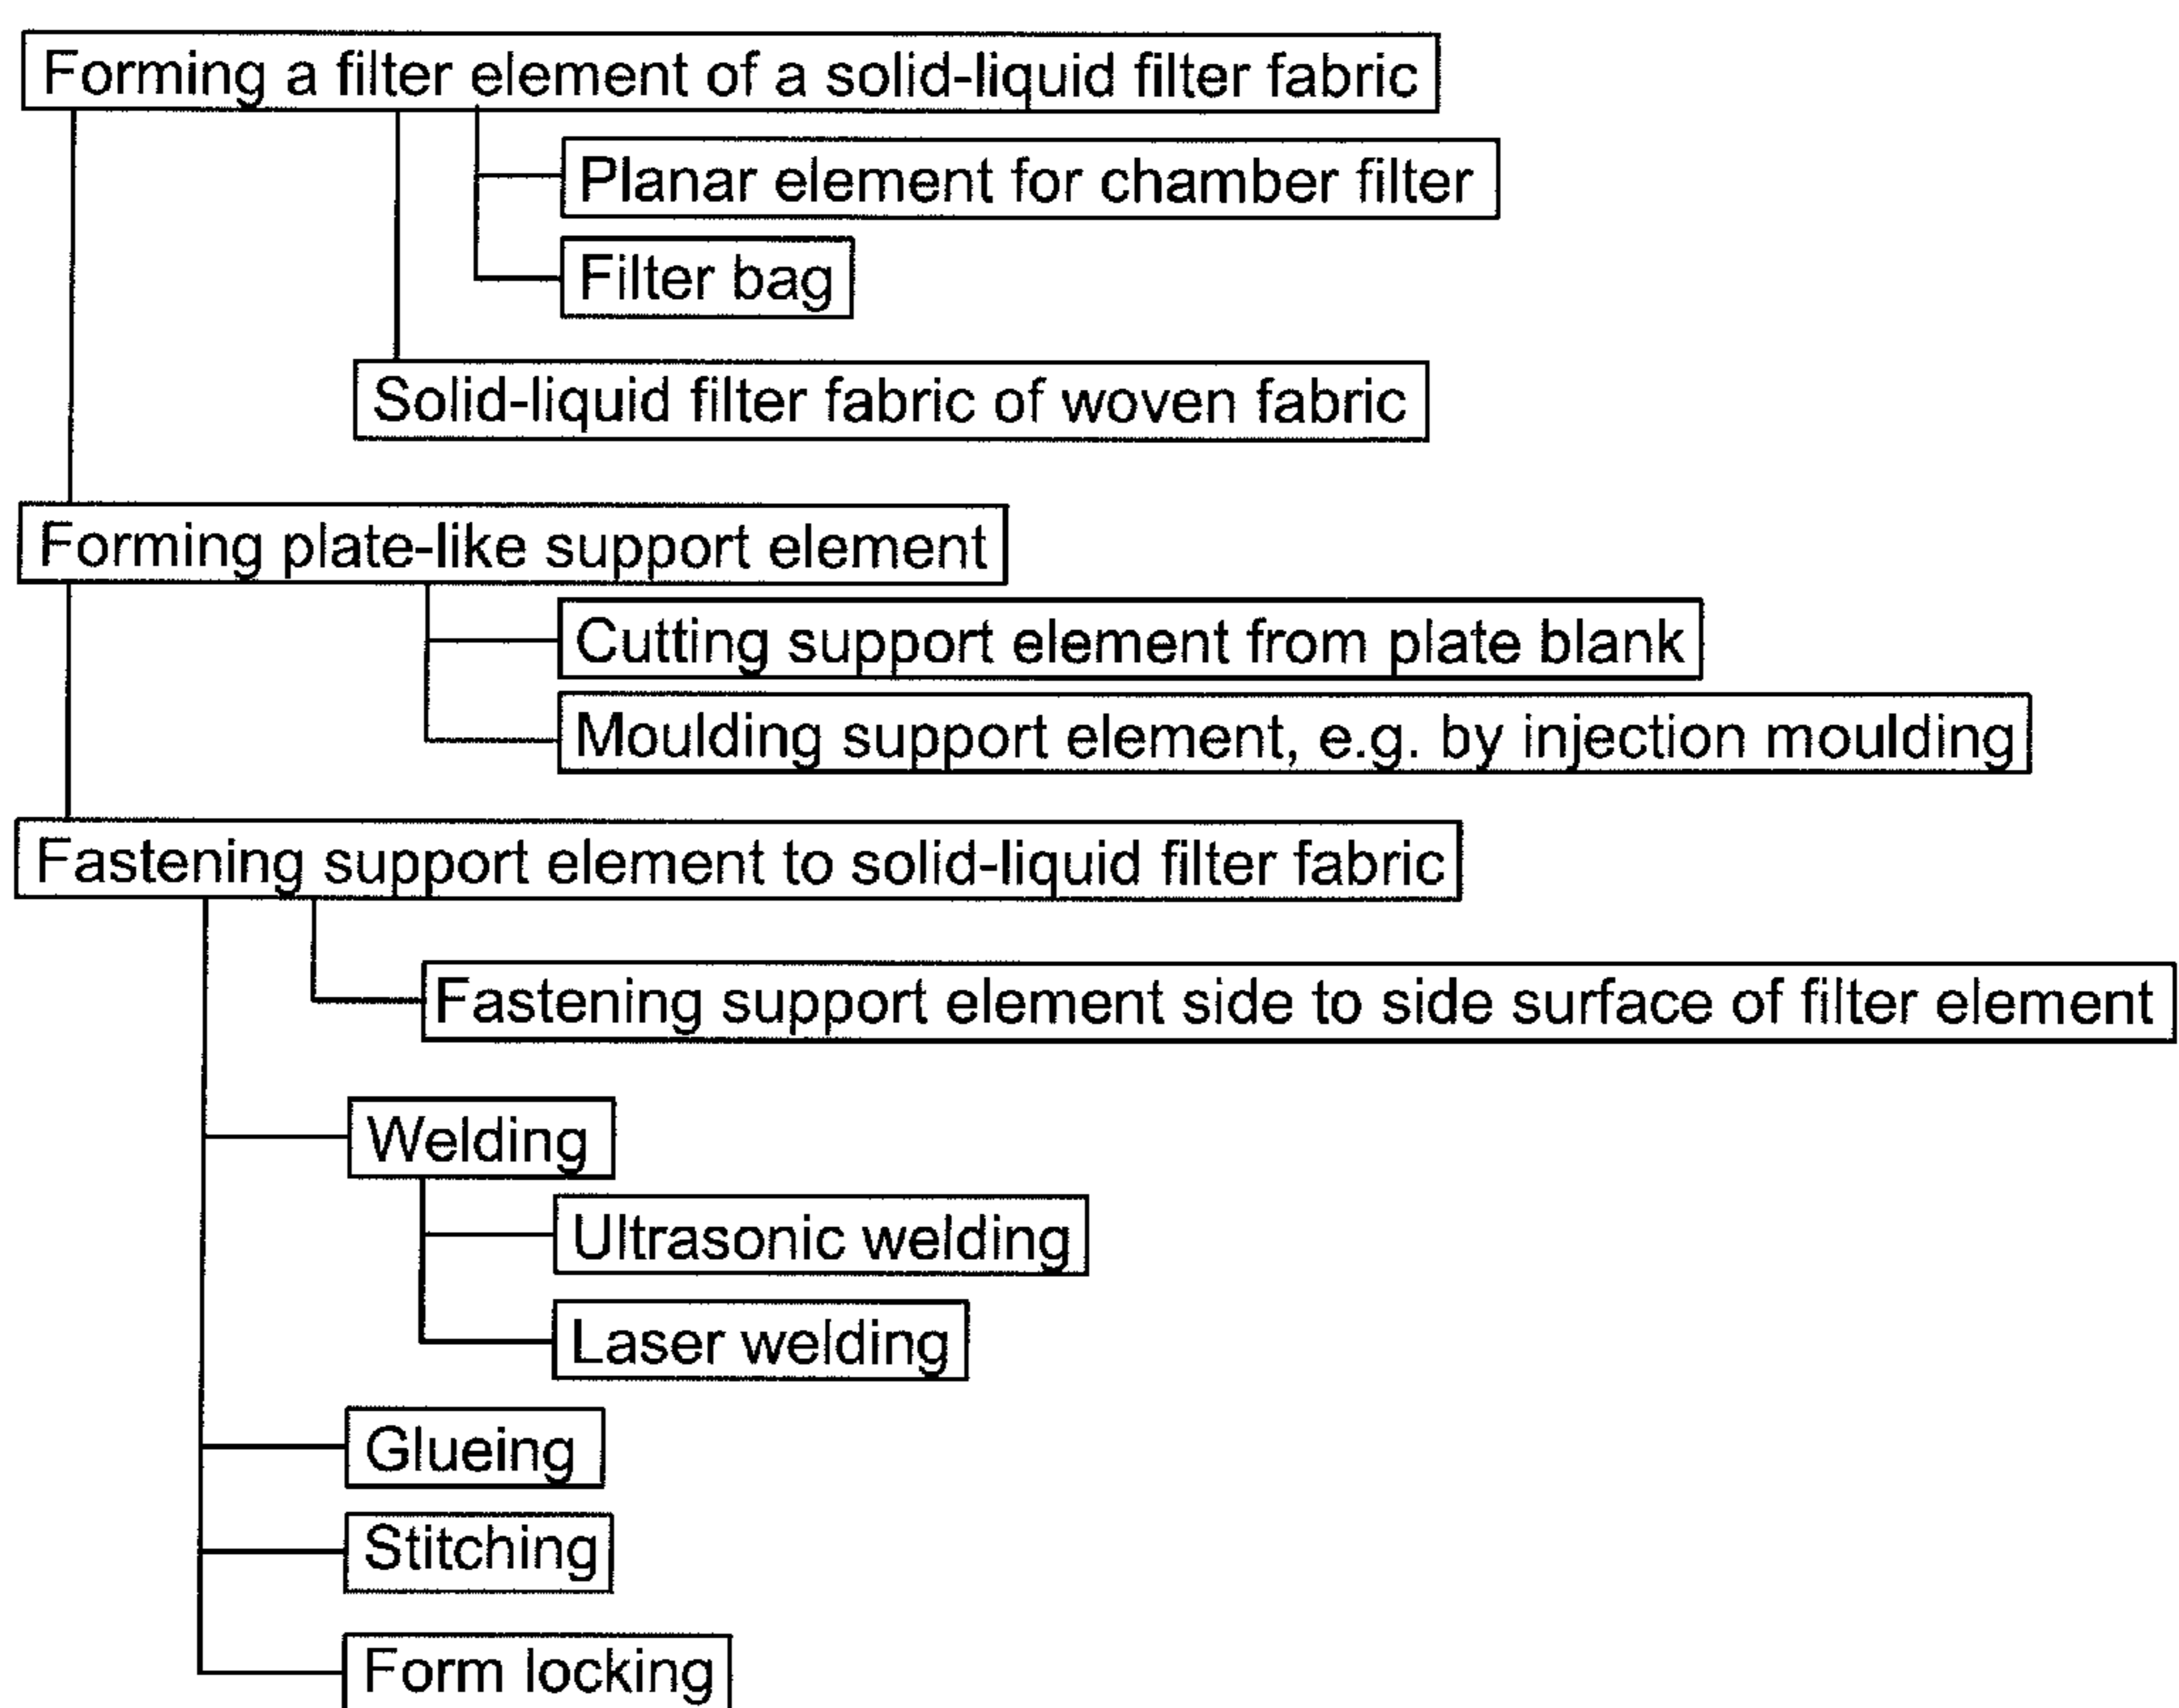 Forming a filter element of a solid-liquid filter fabric
Planar element for chamber filter
Filter bag
Solid-liquid filter fabric of woven fabric
Forming plate-like support element
Cutting support element from plate blank
Moulding support element, e.g. by injection moulding
Fastening support element to solid-liquid filter fabric
Fastening support element side to side surface of filter element
Welding
Ultrasonic welding
Laser welding
Glueing
Stitching
Form locking